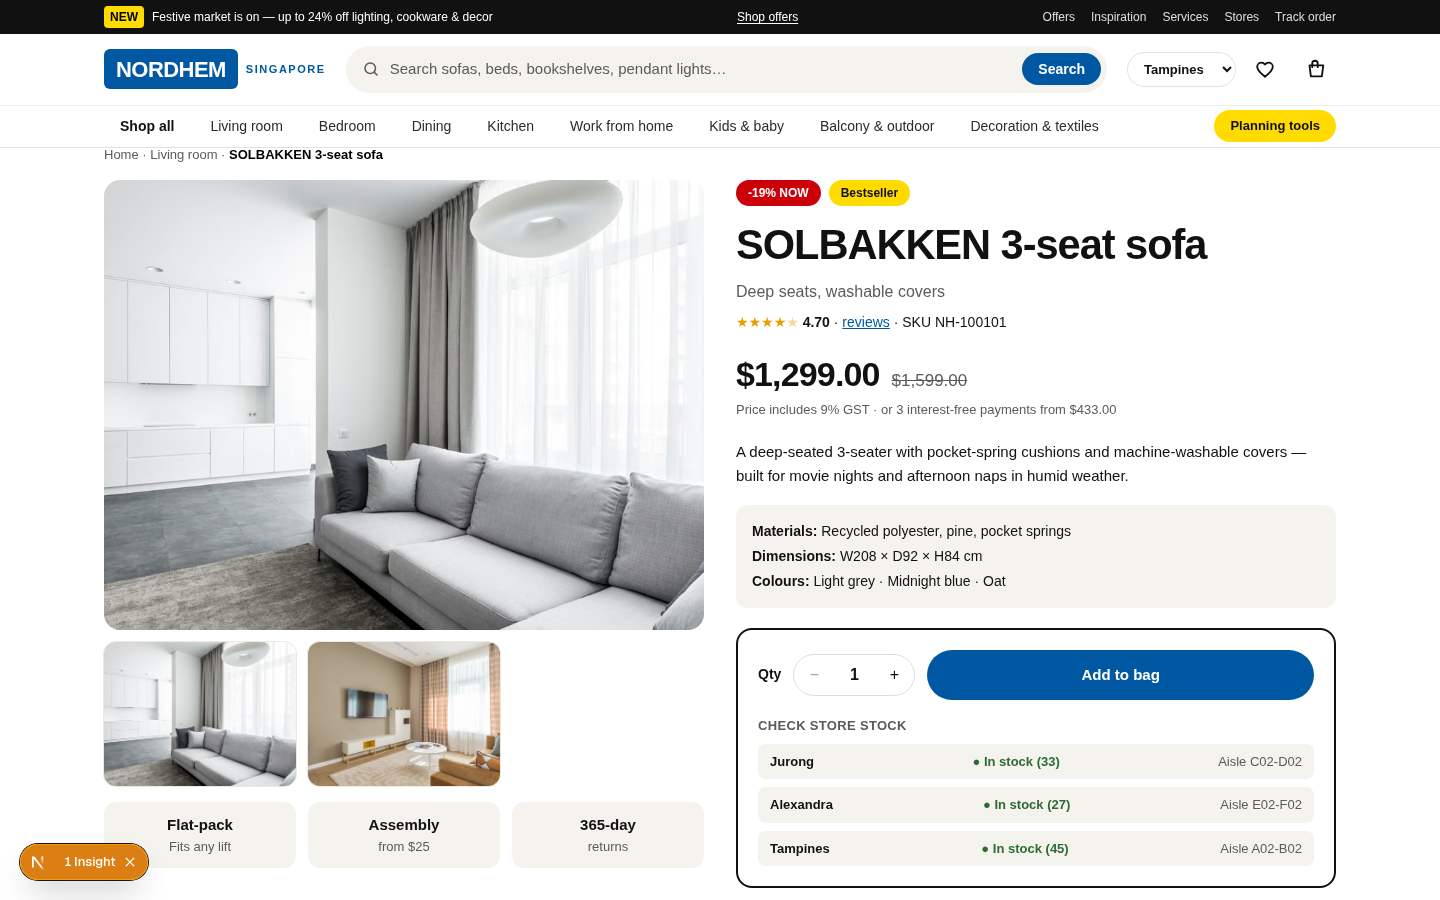 NEW Festive market is on — up to 24% off lighting, cookware & decor Shop offers Offers Inspiration Services Stores Track order
NORDHEM SINGAPORE Search sofas, beds, bookshelves, pendant lights… Search Tampines
Shop all Living room Bedroom Dining Kitchen Work from home Kids & baby Balcony & outdoor Decoration & textiles Planning tools
Home · Living room · SOLBAKKEN 3-seat sofa
-19% NOW Bestseller
SOLBAKKEN 3-seat sofa
Deep seats, washable covers
★★★★★ 4.70 · reviews · SKU NH-100101
$1,299.00 $1,599.00
Price includes 9% GST · or 3 interest-free payments from $433.00
A deep-seated 3-seater with pocket-spring cushions and machine-washable covers —
built for movie nights and afternoon naps in humid weather.
Materials: Recycled polyester, pine, pocket springs
Dimensions: W208 × D92 × H84 cm
Colours: Light grey · Midnight blue · Oat
Qty − 1 + Add to bag
CHECK STORE STOCK
Jurong ● In stock (33) Aisle C02-D02
Alexandra ● In stock (27) Aisle E02-F02
Tampines ● In stock (45) Aisle A02-B02
Flat-pack
Fits any lift
Assembly
from $25
365-day
returns
N 1 Insight